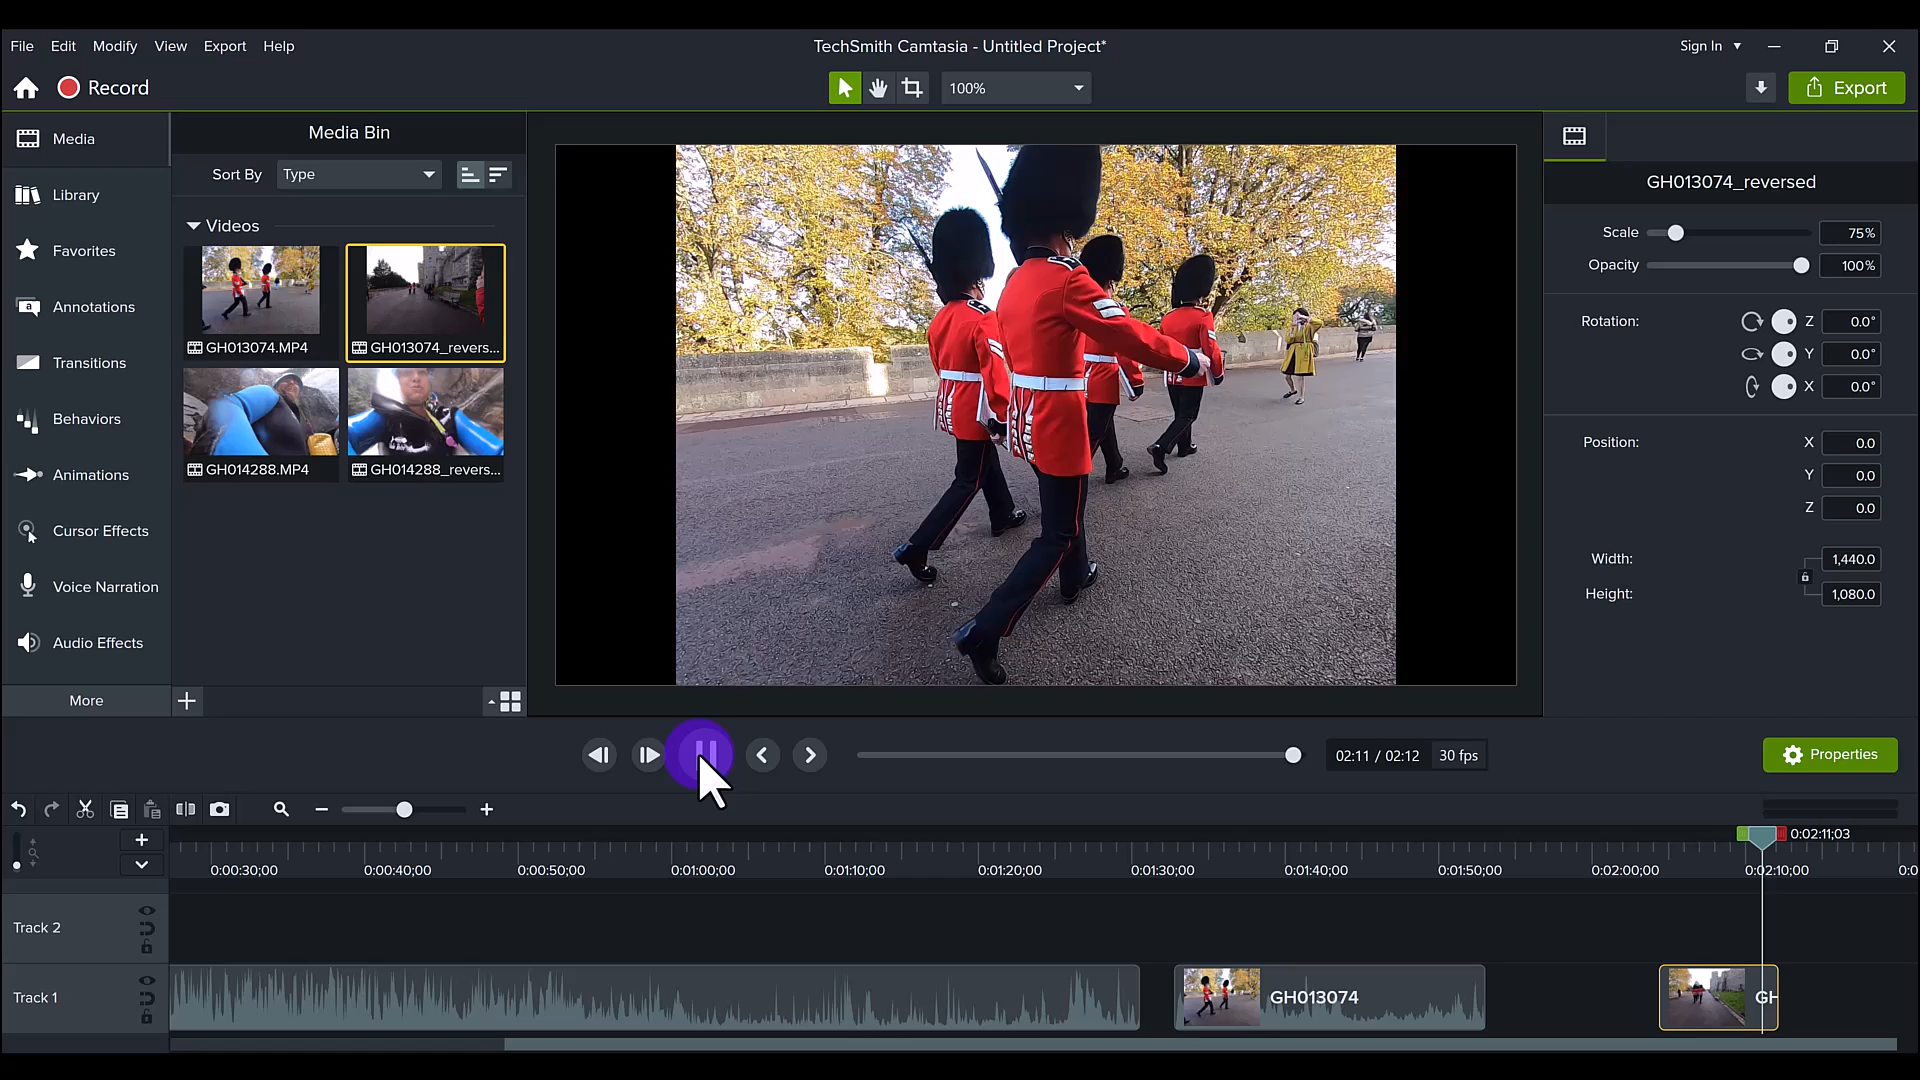 File Edit Modify View Export Help
TechSmith Camtasia - Untitled Project*
Sign In
Record
100%
Export
Media
Library
Favorites
Annotations
Transitions
Behaviors
Animations
Cursor Effects
Voice Narration
Audio Effects
More
Media Bin
Sort By Type
Videos
GH013074.MP4
GH013074_revers...
GH014288.MP4
GH014288_revers...
GH013074_reversed
Scale 75%
Opacity 100%
Rotation: Z 0.0°
Y 0.0°
X 0.0°
Position: X 0.0
Y 0.0
Z 0.0
Width: 1,440.0
Height: 1,080.0
02:11 / 02:12 30 fps
Properties
0:02:11;03
0:00:30;00 0:00:40;00 0:00:50;00 0:01:00;00 0:01:10;00 0:01:20;00 0:01:30;00 0:01:40;00 0:01:50;00 0:02:00;00 0:02:10;00 0:0
Track 2
Track 1
GH013074
GH